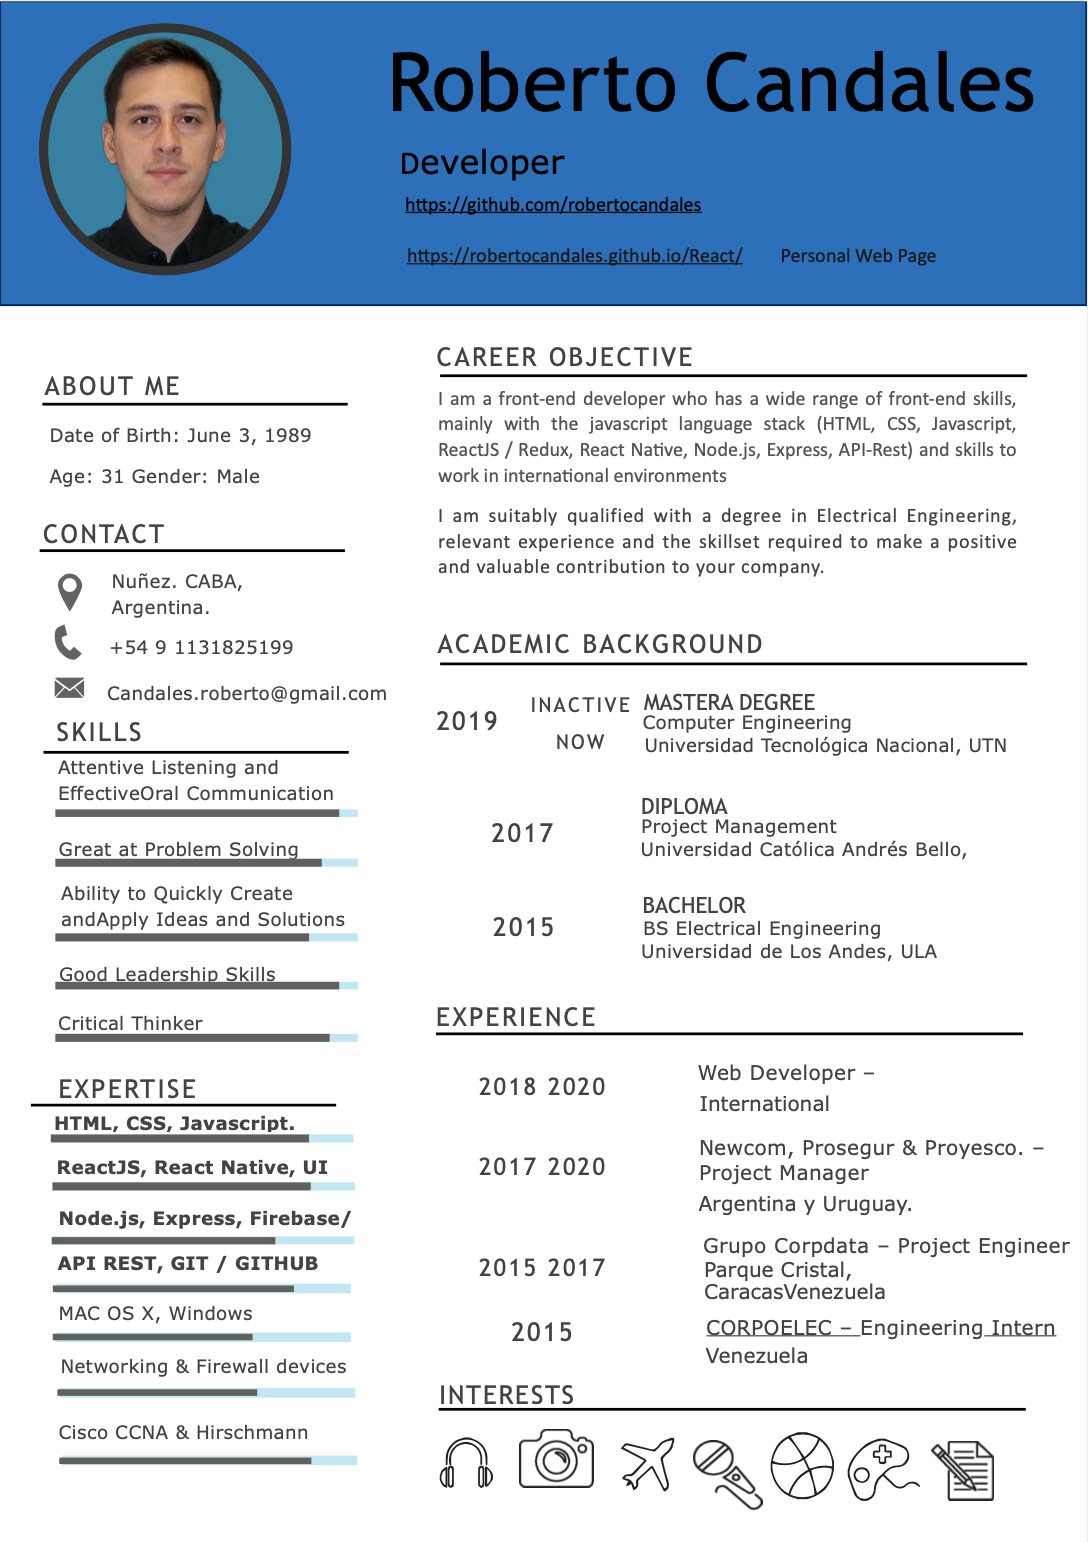 Roberto Candales
Developer
https://github.com/robertocandales
https://robertocandales.github.io/React/ Personal Web Page
ABOUT ME
Date of Birth: June 3, 1989
Age: 31 Gender: Male
CONTACT
Nuñez. CABA,
Argentina.
+54 9 1131825199
Candales.roberto@gmail.com
SKILLS
Attentive Listening and
EffectiveOral Communication
Great at Problem Solving
Ability to Quickly Create
andApply Ideas and Solutions
Good Leadership Skills
Critical Thinker
EXPERTISE
HTML, CSS, Javascript.
ReactJS, React Native, UI
Node.js, Express, Firebase/
API REST, GIT / GITHUB
MAC OS X, Windows
Networking & Firewall devices
Cisco CCNA & Hirschmann
CAREER OBJECTIVE
I am a front-end developer who has a wide range of front-end skills,
mainly with the javascript language stack (HTML, CSS, Javascript,
ReactJS / Redux, React Native, Node.js, Express, API-Rest) and skills to
work in international environments
I am suitably qualified with a degree in Electrical Engineering,
relevant experience and the skillset required to make a positive
and valuable contribution to your company.
ACADEMIC BACKGROUND
2019 INACTIVE NOW
MASTERA DEGREE
Computer Engineering
Universidad Tecnológica Nacional, UTN
2017
DIPLOMA
Project Management
Universidad Católica Andrés Bello,
2015
BACHELOR
BS Electrical Engineering
Universidad de Los Andes, ULA
EXPERIENCE
2018 2020
Web Developer –
International
2017 2020
Newcom, Prosegur & Proyesco. –
Project Manager
Argentina y Uruguay.
2015 2017
Grupo Corpdata – Project Engineer
Parque Cristal,
CaracasVenezuela
2015
CORPOELEC – Engineering Intern
Venezuela
INTERESTS